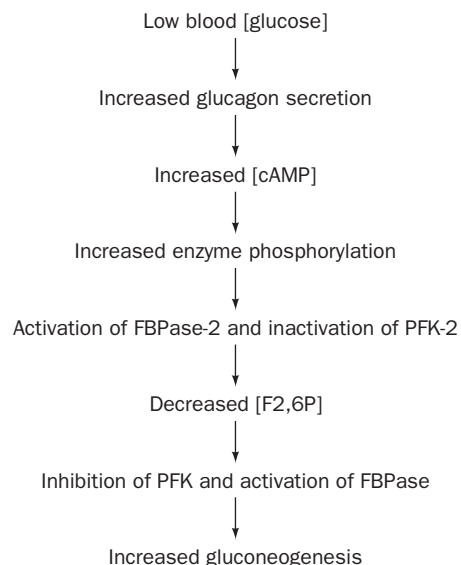 Low blood [glucose]
Increased glucagon secretion
Increased [cAMP]
Increased enzyme phosphorylation
Activation of FBPase-2 and inactivation of PFK-2
Decreased [F2,6P]
Inhibition of PFK and activation of FBPase
Increased gluconeogenesis